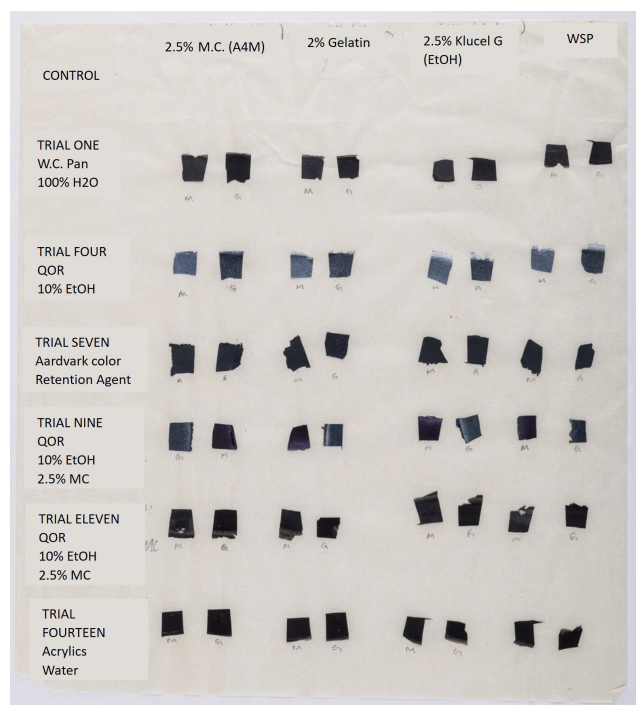 2.5% M.C. (A4M)
2% Gelatin
2.5% Klucel G
(EtOH)
WSP
CONTROL
TRIAL ONE
W.C. Pan
100% H2O
M G M G G M G
TRIAL FOUR
QOR
10% EtOH
M G M G M G M G
TRIAL SEVEN
Aardvark color
Retention Agent
M G M G M G
TRIAL NINE
QOR
10% EtOH
2.5% MC
G M M G M G M G
TRIAL ELEVEN
QOR
10% EtOH
2.5% MC
MC M G M G M G M G
TRIAL
FOURTEEN
Acrylics
Water
M G M G M G